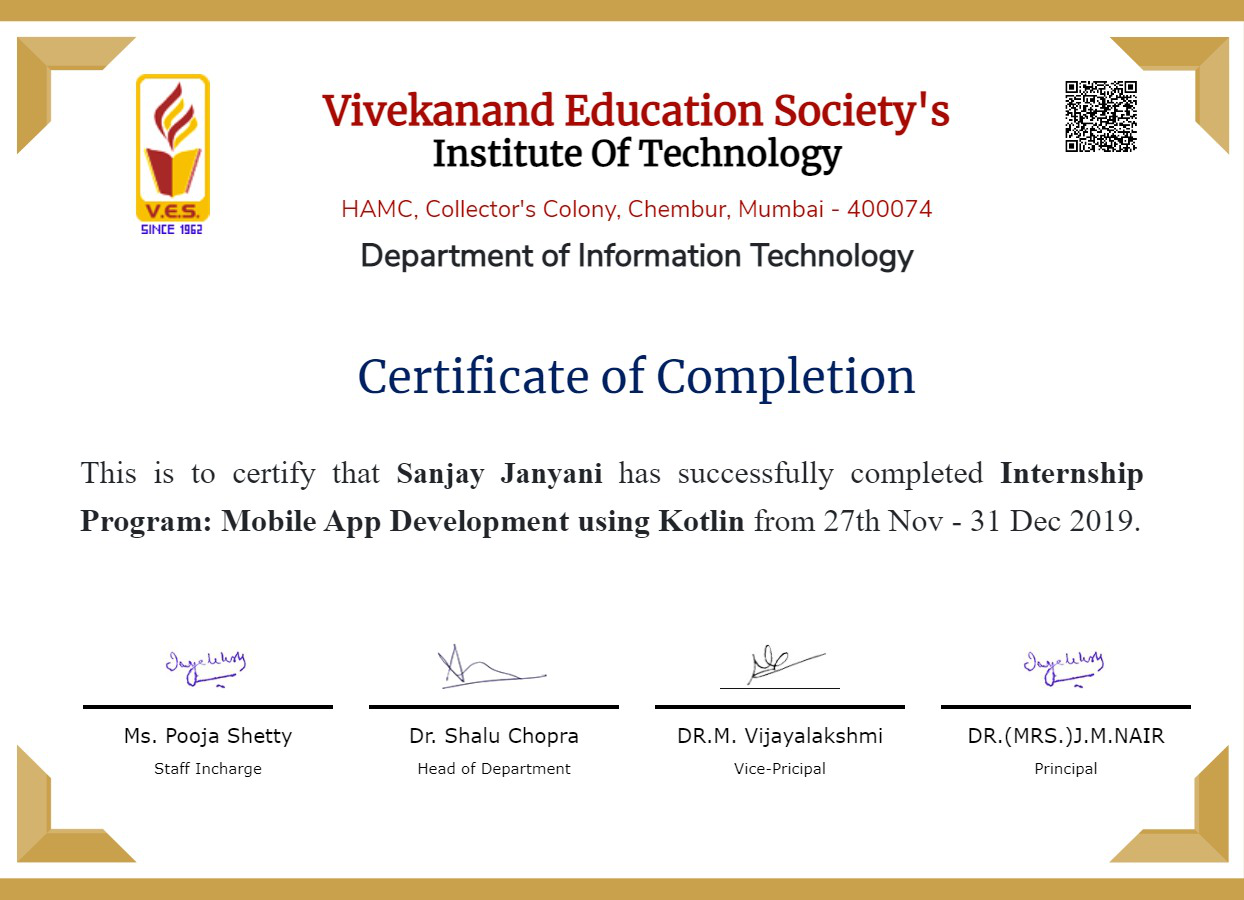 Vivekanand Education Society's
Institute Of Technology
HAMC, Collector's Colony, Chembur, Mumbai - 400074
Department of Information Technology
V.E.S.
SINCE 1962
Certificate of Completion
This is to certify that Sanjay Janyani has successfully completed Internship
Program: Mobile App Development using Kotlin from 27th Nov - 31 Dec 2019.
Ms. Pooja Shetty
Staff Incharge
Dr. Shalu Chopra
Head of Department
DR.M. Vijayalakshmi
Vice-Pricipal
DR.(MRS.)J.M.NAIR
Principal